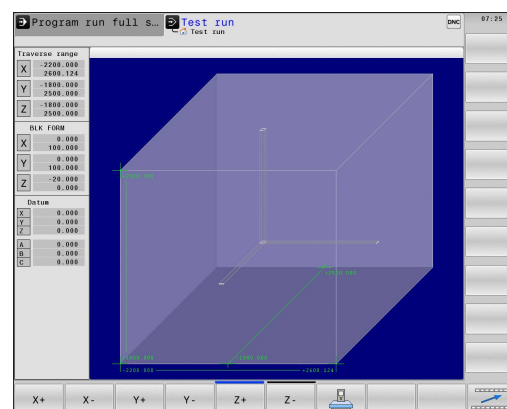 Program run full s…
Test run
Test run
DNC
07:25
Traverse range
X -2200.000
2600.124
Y -1800.000
2500.000
Z -1800.000
2500.000
BLK FORM
X 0.000
100.000
Y 0.000
100.000
Z -20.000
0.000
Datum
X 0.000
Y 0.000
Z 0.000
A 0.000
B 0.000
C 0.000
-2200.000
+2600.124
X+
X-
Y+
Y-
Z+
Z-